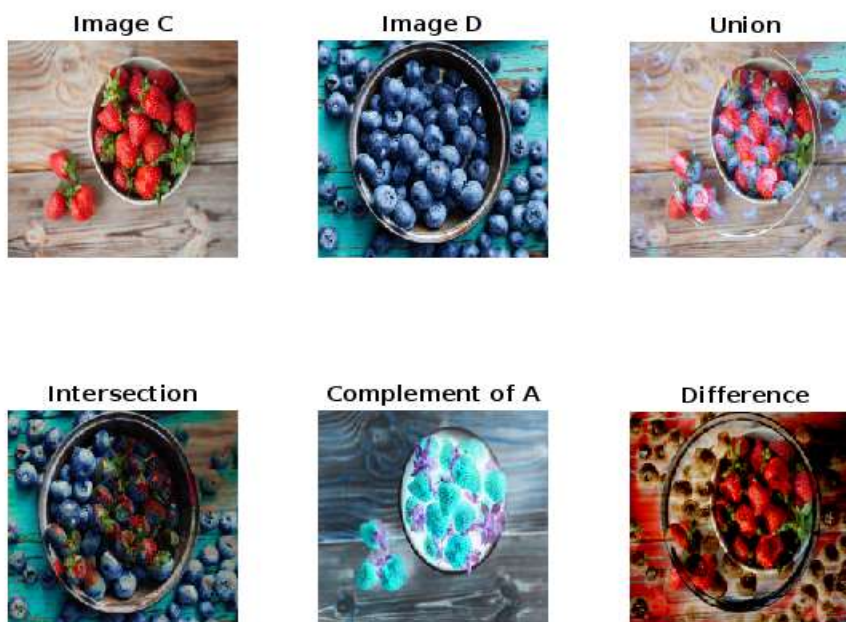 Image C
Image D
Union
Intersection
Complement of A
Difference